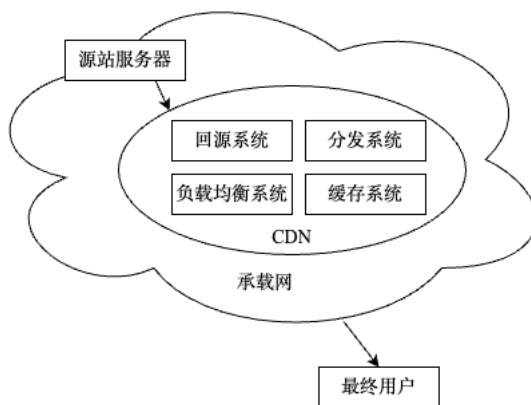 源站服务器
回源系统
分发系统
负载均衡系统
缓存系统
CDN
承载网
最终用户